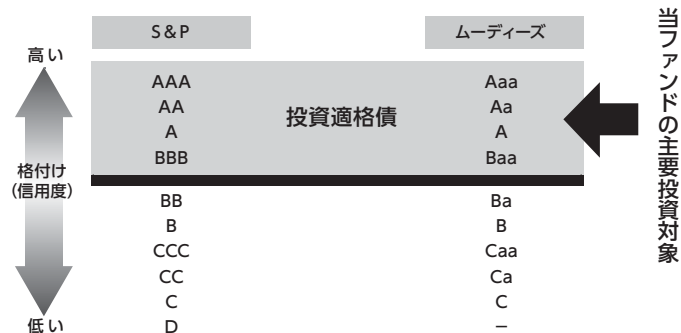 S&P ムーディーズ
高い
AAA Aaa
AA Aa
投資適格債
A A
BBB Baa
格付け
(信用度)
BB Ba
B B
CCC Caa
CC Ca
C C
低い D －
当ファンドの主要投資対象